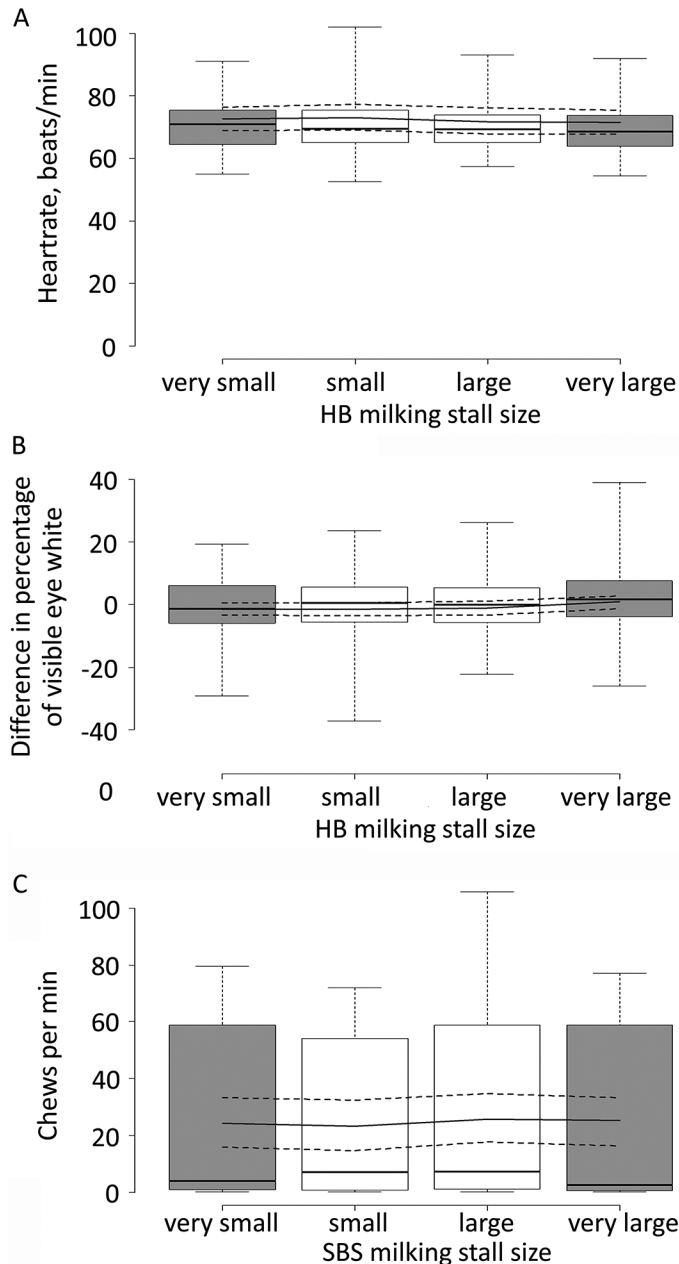 A
Heartrate, beats/min
100
80
60
40
20
0
very small small large very large
HB milking stall size
B
Difference in percentage
of visible eye white
40
20
0
-20
-40
0
very small small large very large
HB milking stall size
C
Chews per min
100
80
60
40
20
0
very small small large very large
SBS milking stall size